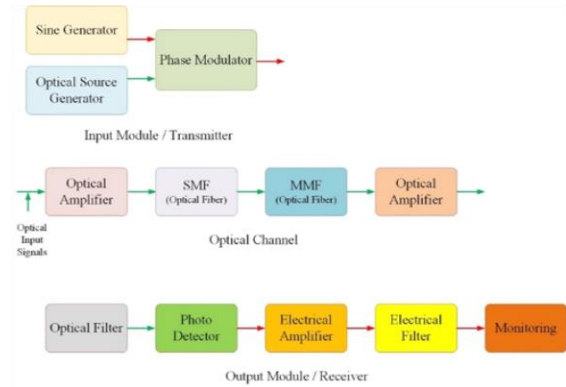 Sine Generator
Phase Modulator
Optical Source
Generator
Input Module / Transmitter
Optical
Amplifier
SMF
(Optical Fiber)
MMF
(Optical Fiber)
Optical
Amplifier
Optical
Input
Signals
Optical Channel
Optical Filter
Photo
Detector
Electrical
Amplifier
Electrical
Filter
Monitoring
Output Module / Receiver